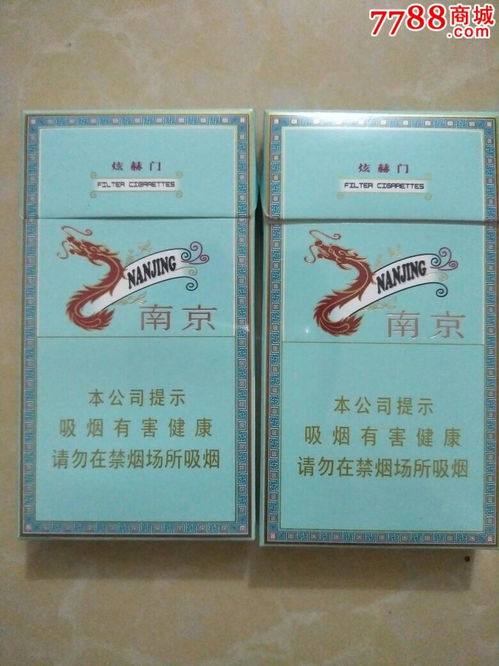 7788商城
.com
炫赫门
FILTER CIGARETTES
NANJING
南京
本公司提示
吸烟有害健康
请勿在禁烟场所吸烟
炫赫门
FILTER CIGARETTES
NANJING
南京
本公司提示
吸烟有害健康
请勿在禁烟场所吸烟